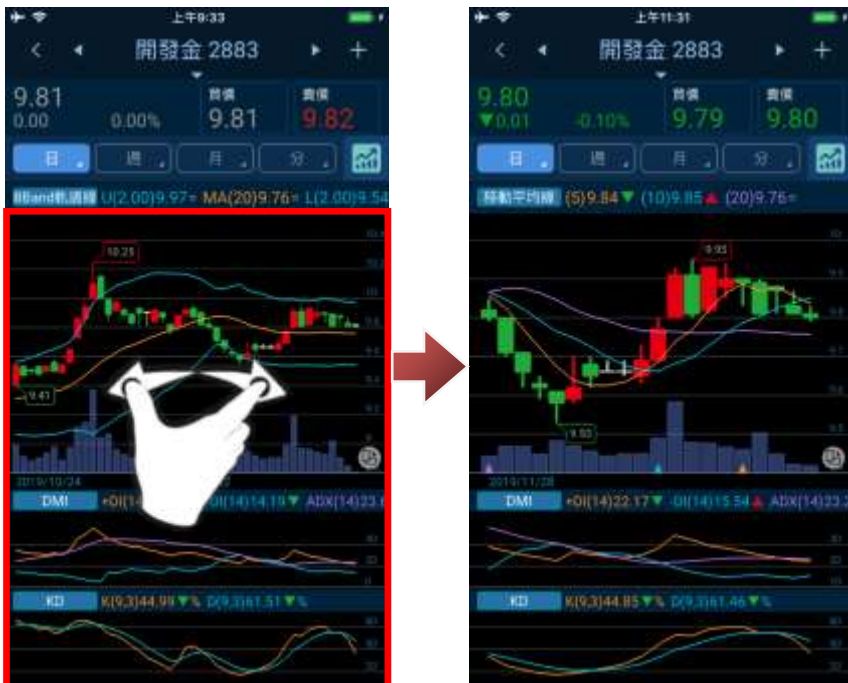 上午9:33
開發金 2883
9.81
0.00
0.00%
買價
9.81
賣價
9.82
日
週
月
分
BBand軌道線 U(2.00)9.97= MA(20)9.76= L(2.00)9.54
10.25
9.41
2019/10/24
DMI
-DI(14)14.19▼ ADX(14)23.
KD K(9,3)44.99▼% D(9,3)61.51▼%
上午11:31
開發金 2883
9.80
▼0.01
-0.10%
買價
9.79
賣價
9.80
日
週
月
分
移動平均線 (5)9.84▼ (10)9.85▲ (20)9.76=
9.95
2019/11/28
DMI +DI(14)22.17▼ -DI(14)15.54▲ ADX(14)23.
KD K(9,3)44.85▼% D(9,3)61.46▼%